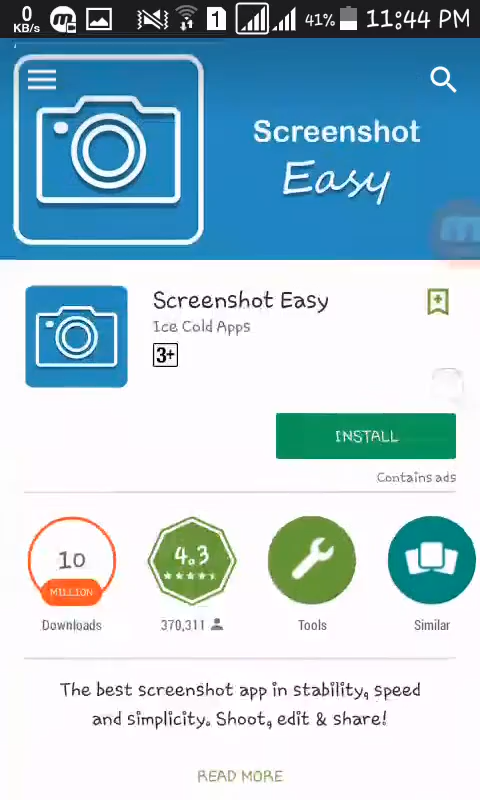 0
KB/s
1
41%
11:44 PM
Screenshot
Easy
Screenshot Easy
Ice Cold Apps
3+
INSTALL
Contains ads
10
MILLION
4.3
Downloads
370,311
Tools
Similar
The best screenshot app in stability, speed
and simplicity. Shoot, edit & share!
READ MORE